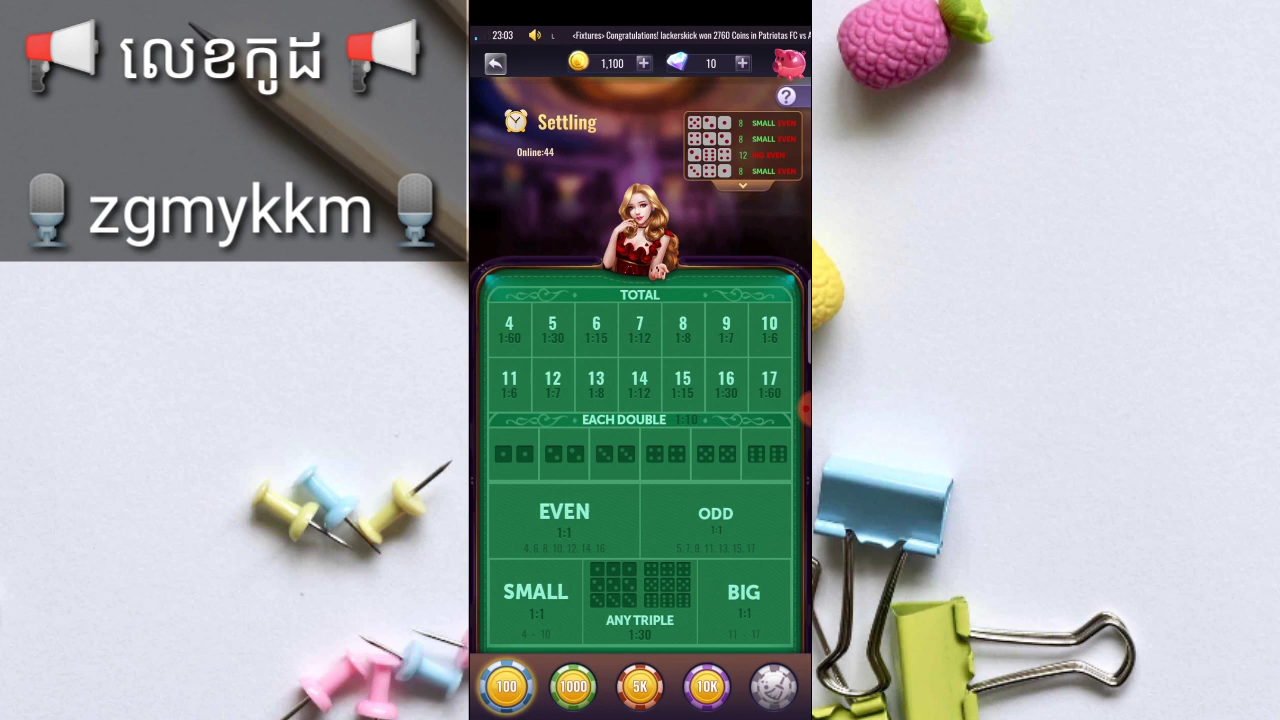 លេខកូដ
zgmykkm
23:03
<Fixtures> Congratulations! lackerskick won 2760 Coins in Patriotas FC vs A
1,100
10
?
Settling
Online:44
8 SMALL EVEN
8 SMALL EVEN
12 BIG EVEN
8 SMALL EVEN
TOTAL
4 5 6 7 8 9 10
1:60 1:30 1:15 1:12 1:8 1:7 1:6
11 12 13 14 15 16 17
1:6 1:7 1:8 1:12 1:15 1:30 1:60
EACH DOUBLE 1:10
EVEN ODD
1:1 1:1
4, 6, 8, 10, 12, 14, 16 5, 7, 9, 11, 13, 15, 17
SMALL BIG
1:1 1:1
ANY TRIPLE
4 - 10 1:30 11 - 17
100 1000 5K 10K